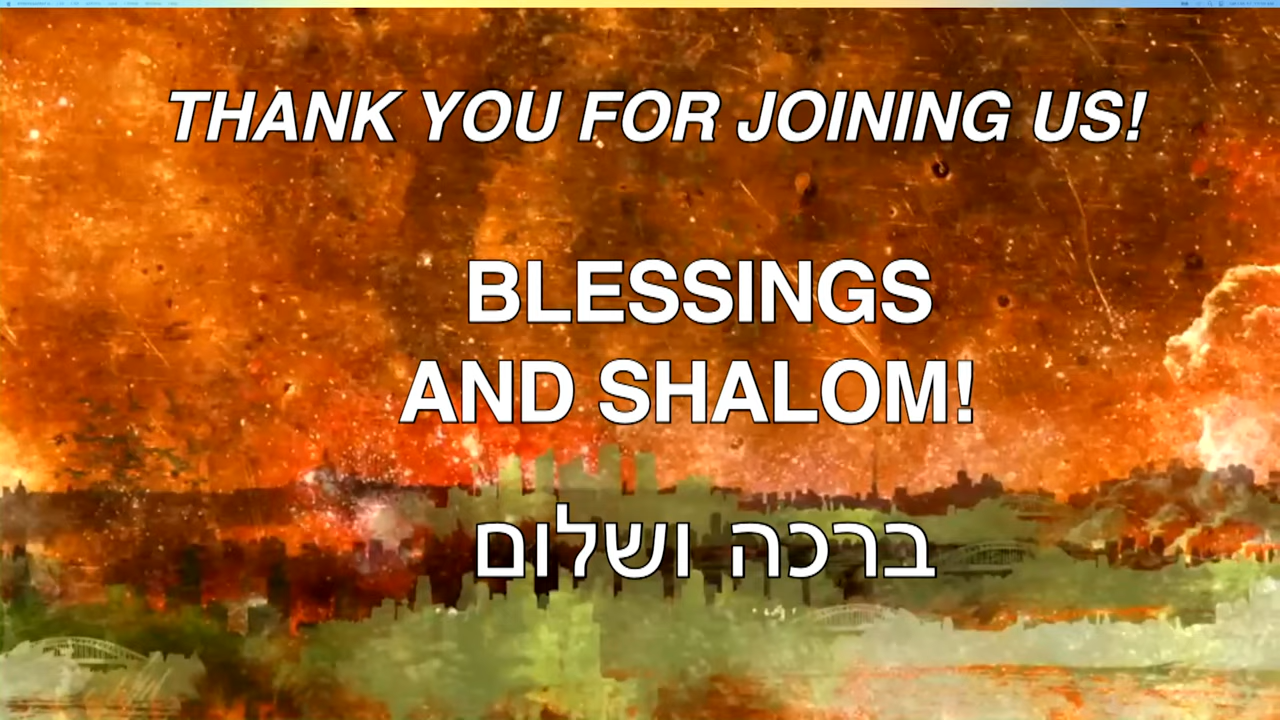 THANK YOU FOR JOINING US!
BLESSINGS
AND SHALOM!
ברכה ושלום